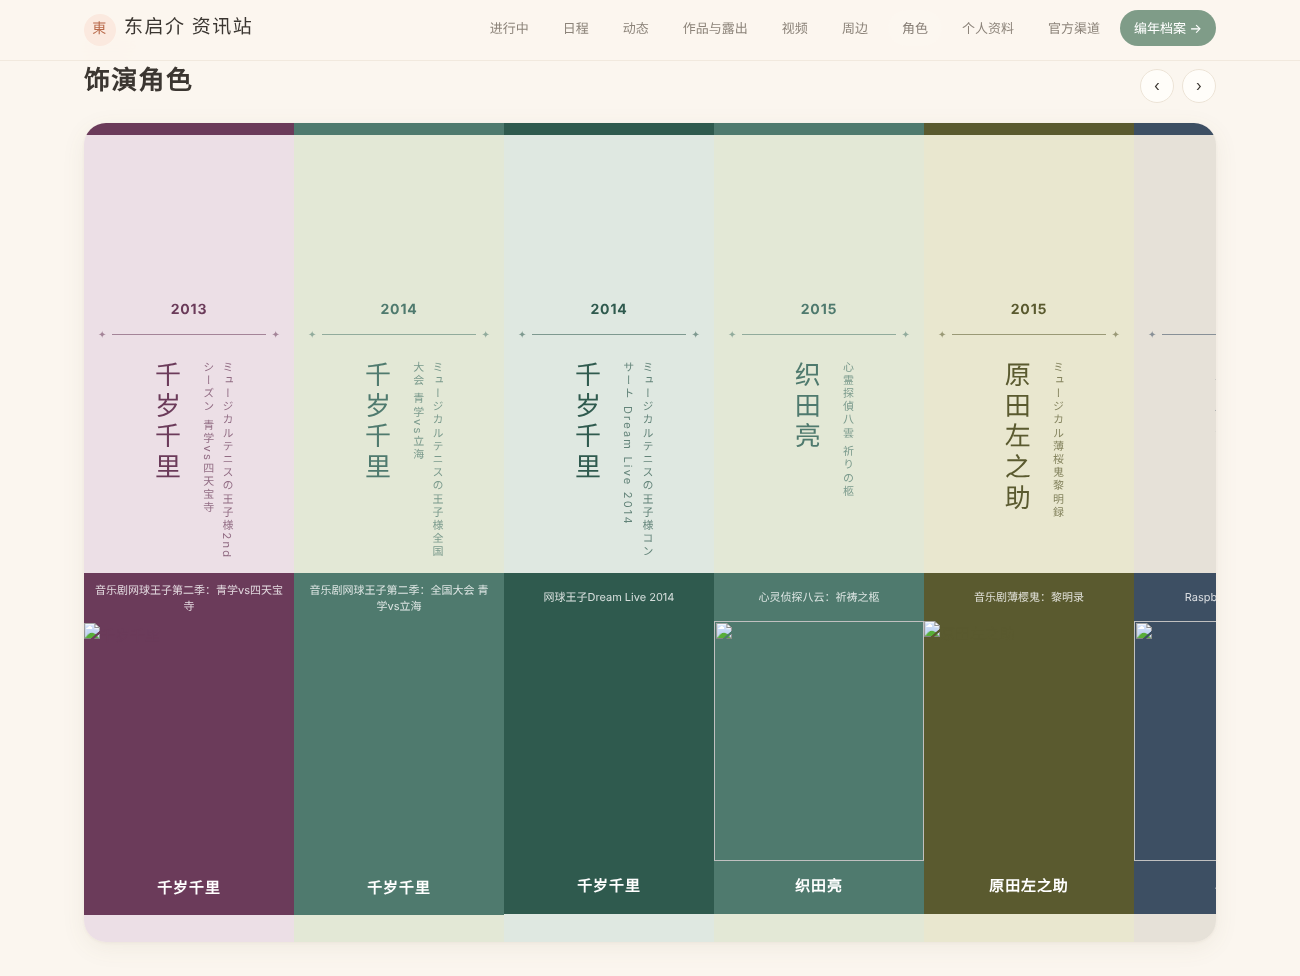 東 东启介 资讯站
进行中 日程 动态 作品与露出 视频 周边 角色 个人资料 官方渠道 编年档案 →
饰演角色
‹ ›
2013
千岁千里
ミュージカルテニスの王子様2nd
シーズン 青学vs四天宝寺
音乐剧网球王子第二季：青学vs四天宝
寺
千岁千里
2014
千岁千里
ミュージカルテニスの王子様全国
大会 青学vs立海
音乐剧网球王子第二季：全国大会 青
学vs立海
千岁千里
2014
千岁千里
ミュージカルテニスの王子様コン
サート Dream Live 2014
网球王子Dream Live 2014
千岁千里
2015
织田亮
心霊探偵八雲 祈りの柩
心灵侦探八云：祈祷之柩
织田亮
2015
原田左之助
ミュージカル薄桜鬼黎明録
音乐剧薄樱鬼：黎明录
原田左之助
Raspb